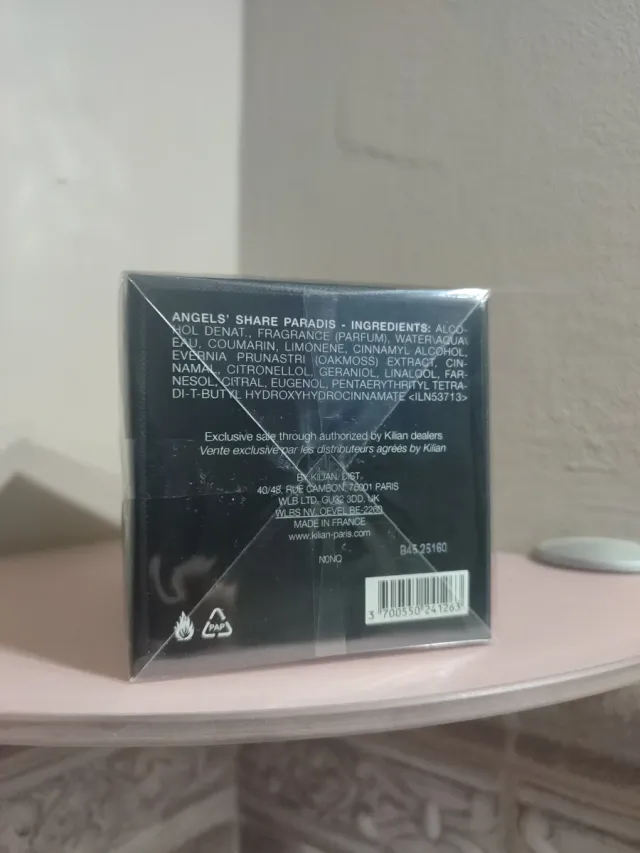 ANGELS' SHARE PARADIS - INGREDIENTS: ALCO-
HOL DENAT., FRAGRANCE (PARFUM), WATER\AQUA\
EAU, COUMARIN, LIMONENE, CINNAMYL ALCOHOL,
EVERNIA PRUNASTRI (OAKMOSS) EXTRACT, CIN-
NAMAL, CITRONELLOL, GERANIOL, LINALOOL, FAR-
NESOL, CITRAL, EUGENOL, PENTAERYTHRITYL TETRA-
DI-T-BUTYL HYDROXYHYDROCINNAMATE <ILN53713>
Exclusive sale through authorized by Kilian dealers
Vente exclusive par les distributeurs agréés by Kilian
BY KILIAN, DIST.
40/48, RUE CAMBON, 75001 PARIS
WLB LTD, GU32 3DD, UK
WLBS NV, OEVEL BE-2260
MADE IN FRANCE
www.kilian-paris.com
N0NQ
B45 25160
PAP
3 700550 241263